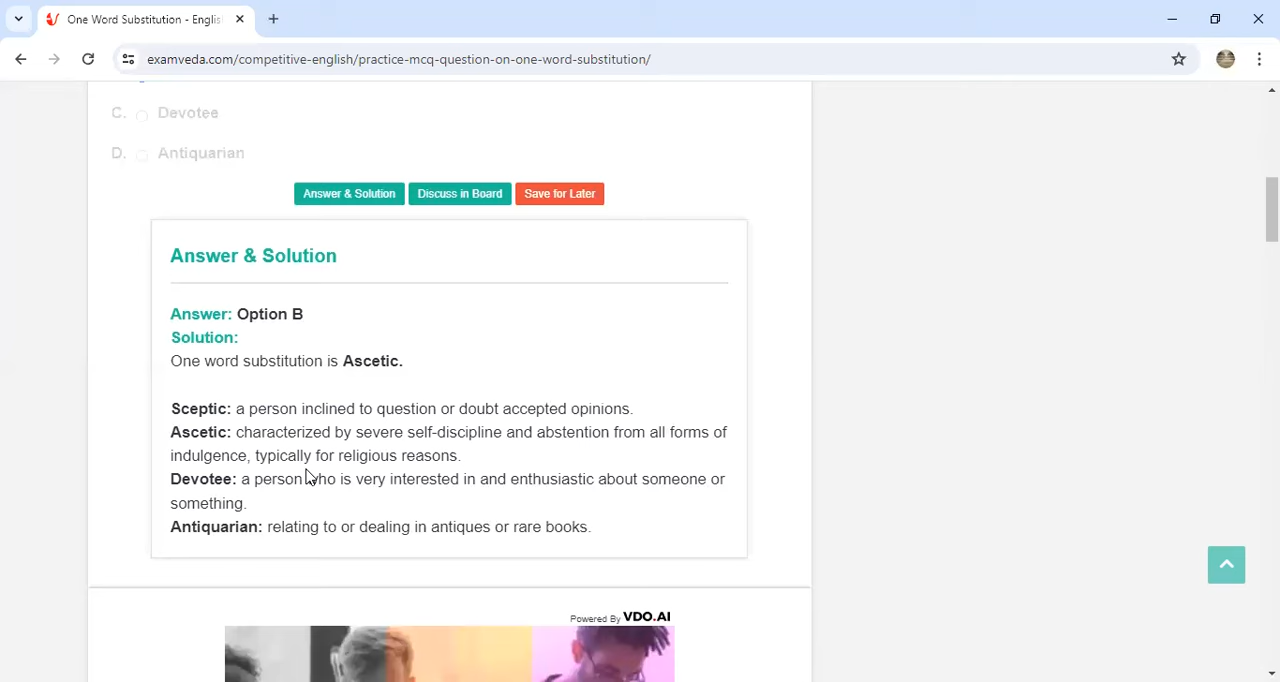 One Word Substitution - Englis
examveda.com/competitive-english/practice-mcq-question-on-one-word-substitution/
C. Devotee
D. Antiquarian
Answer & Solution Discuss in Board Save for Later
Answer & Solution
Answer: Option B
Solution:
One word substitution is Ascetic.
Sceptic: a person inclined to question or doubt accepted opinions.
Ascetic: characterized by severe self-discipline and abstention from all forms of
indulgence, typically for religious reasons.
Devotee: a person who is very interested in and enthusiastic about someone or
something.
Antiquarian: relating to or dealing in antiques or rare books.
Powered By VDO.AI